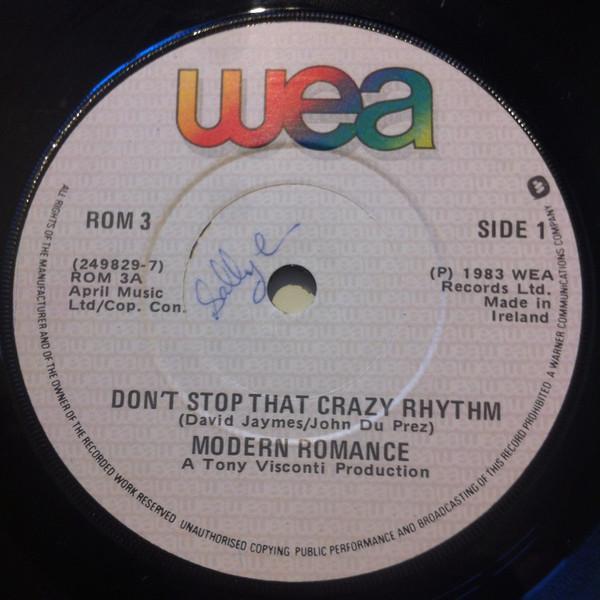 wea
ROM 3
SIDE 1
(249829-7)
ROM 3A
April Music
Ltd/Cop. Con.
(P) 1983 WEA
Records Ltd.
Made in
Ireland
DON'T STOP THAT CRAZY RHYTHM
(David Jaymes/John Du Prez)
MODERN ROMANCE
A Tony Visconti Production
ALL RIGHTS OF THE MANUFACTURER AND OF THE OWNER OF THE RECORDED WORK RESERVED UNAUTHORISED COPYING PUBLIC PERFORMANCE AND BROADCASTING OF THIS RECORD PROHIBITED A WARNER COMMUNICATIONS COMPANY